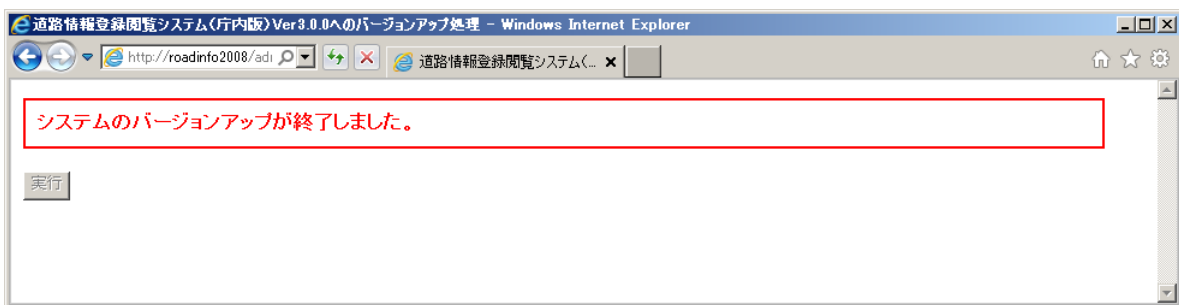 道路情報登録閲覧システム(庁内版)Ver3.0.0へのバージョンアップ処理 - Windows Internet Explorer
http://roadinfo2008/adı
道路情報登録閲覧システム(...
システムのバージョンアップが終了しました。
実行